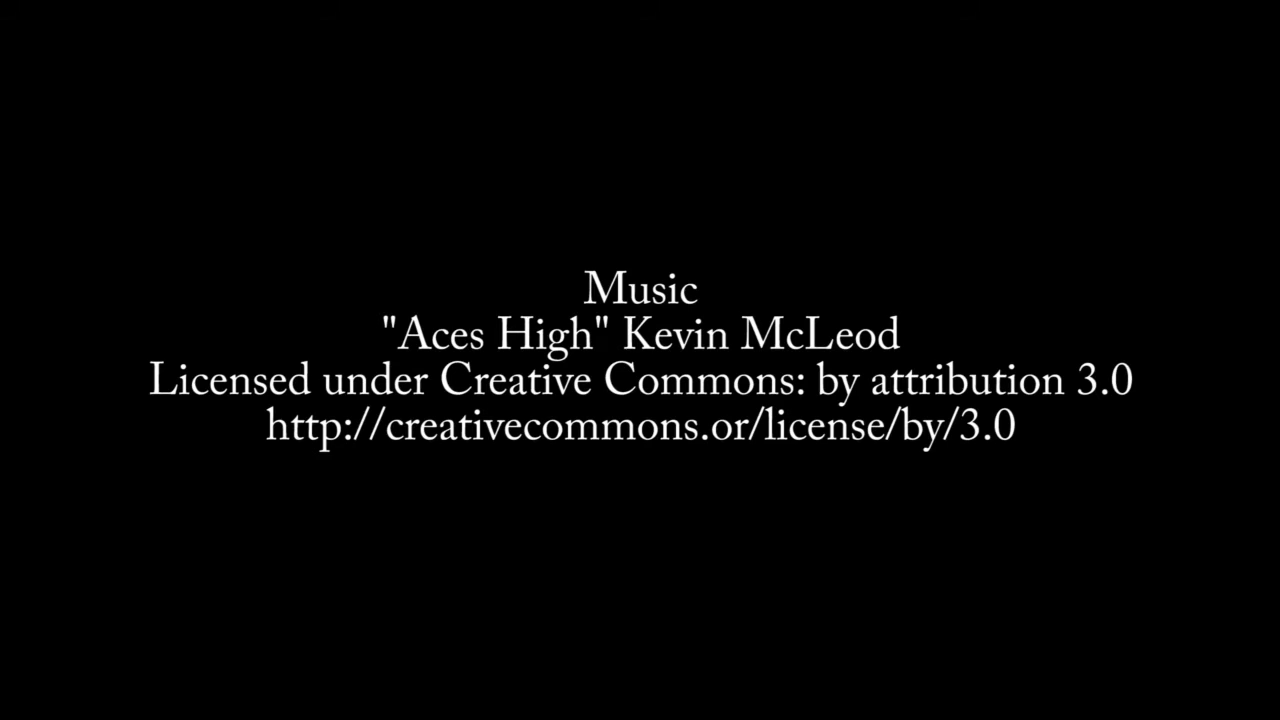 Music
"Aces High" Kevin McLeod
Licensed under Creative Commons: by attribution 3.0
http://creativecommons.or/license/by/3.0